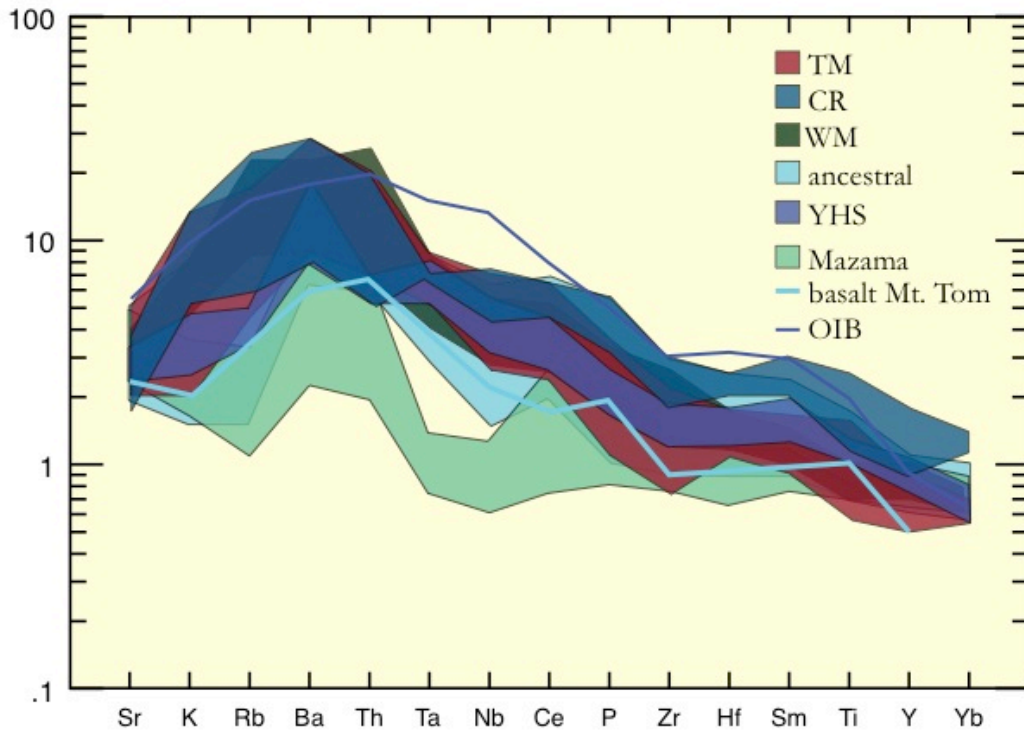 100
10
1
.1
TM
CR
WM
ancestral
YHS
Mazama
basalt Mt. Tom
OIB
Sr K Rb Ba Th Ta Nb Ce P Zr Hf Sm Ti Y Yb